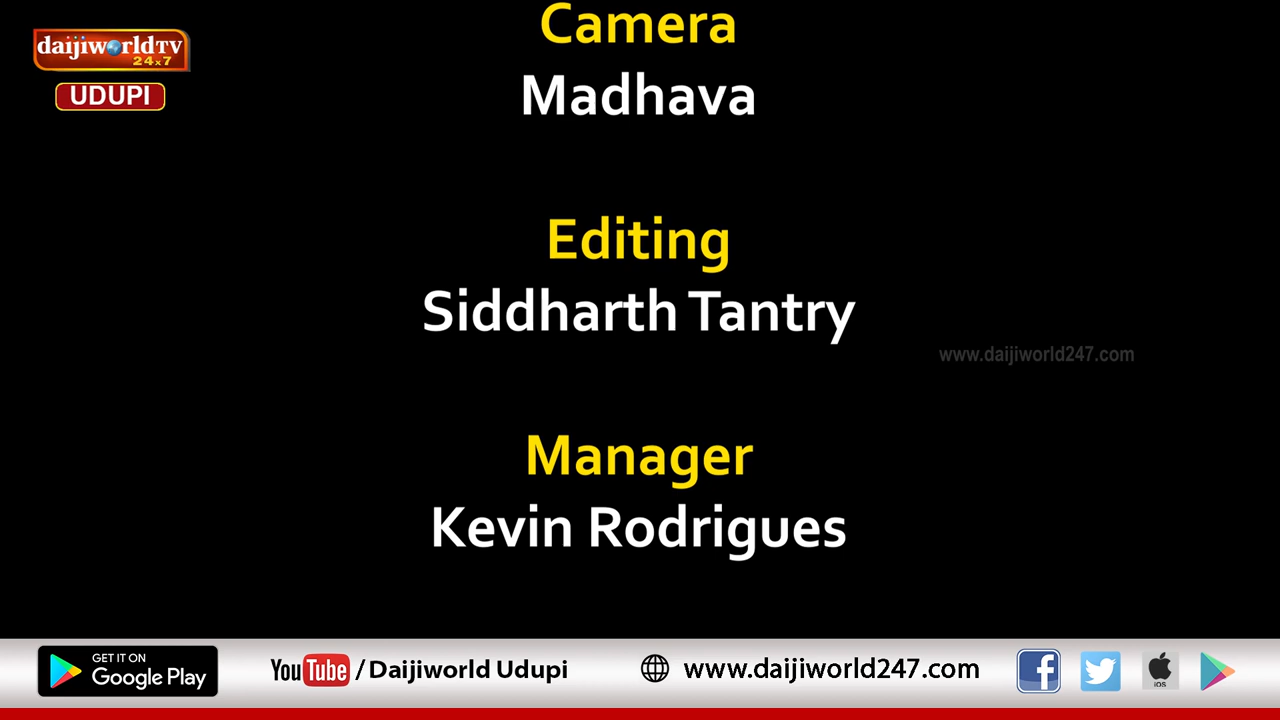 Camera
daijiworldTV
24x7
UDUPI
Madhava
Editing
Siddharth Tantry
www.daijiworld247.com
Manager
Kevin Rodrigues
GET IT ON
Google Play
YouTube / Daijiworld Udupi
www.daijiworld247.com
f
iOS